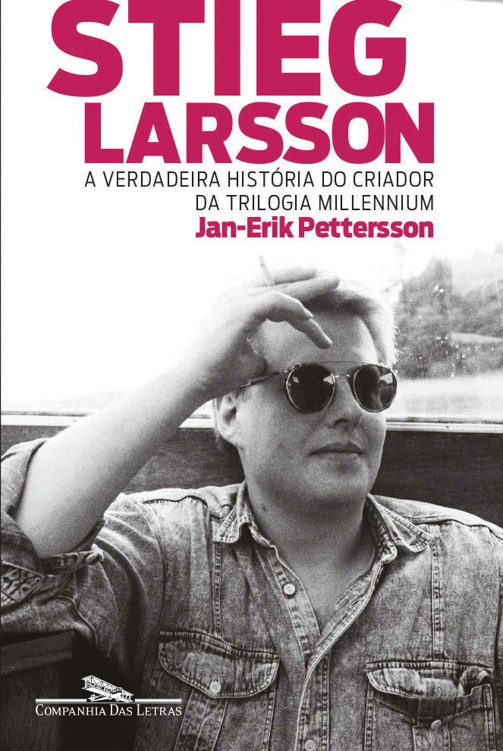 STIEG
LARSSON
A VERDADEIRA HISTÓRIA DO CRIADOR
DA TRILOGIA MILLENNIUM
Jan-Erik Pettersson
COMPANHIA DAS LETRAS